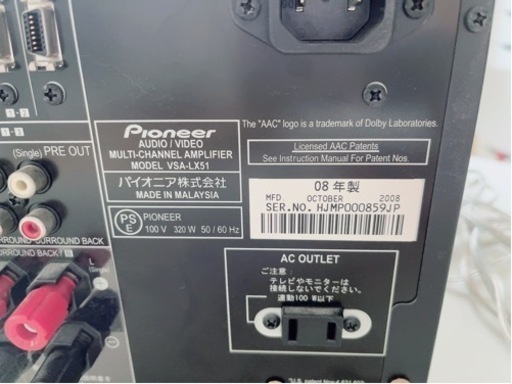 The "AAC" logo is a trademark of Dolby Laboratories.
Pioneer
AUDIO / VIDEO
MULTI-CHANNEL AMPLIFIER
MODEL VSA-LX51
パイオニア株式会社
MADE IN MALAYSIA
Licensed AAC Patents
See Instruction Manual For Patent Nos.
(Single) PRE OUT
PS E
PIONEER
100 V 320 W 50 / 60 Hz
08 年製
MFD. OCTOBER 2008
SER.NO. HJMP000859JP
SURROUND BACK
AC OUTLET
ご注意:
テレビやモニターは
接続しないでください。
連動100 W以下
L
(Single)